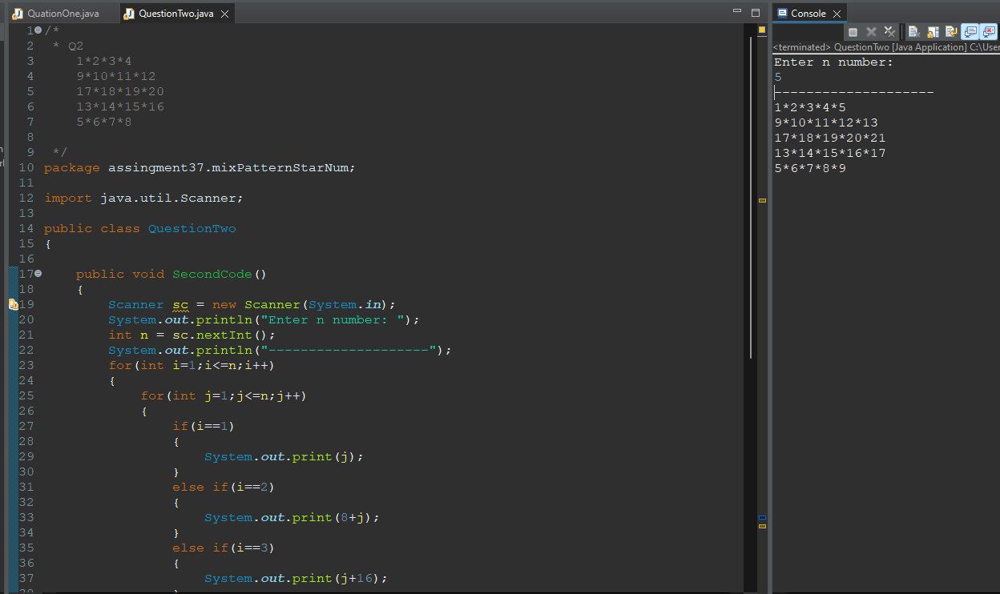 QuationOne.java
QuestionTwo.java
1 /*
2  * Q2
3     1*2*3*4
4     9*10*11*12
5     17*18*19*20
6     13*14*15*16
7     5*6*7*8
8
9  */
10 package assingment37.mixPatternStarNum;
11
12 import java.util.Scanner;
13
14 public class QuestionTwo
15 {
16
17     public void SecondCode()
18     {
19         Scanner sc = new Scanner(System.in);
20         System.out.println("Enter n number: ");
21         int n = sc.nextInt();
22         System.out.println("--------------------");
23         for(int i=1;i<=n;i++)
24         {
25             for(int j=1;j<=n;j++)
26             {
27                 if(i==1)
28                 {
29                     System.out.print(j);
30                 }
31                 else if(i==2)
32                 {
33                     System.out.print(8+j);
34                 }
35                 else if(i==3)
36                 {
37                     System.out.print(j+16);
Console
<terminated> QuestionTwo [Java Application] C:\User
Enter n number:
5
--------------------
1*2*3*4*5
9*10*11*12*13
17*18*19*20*21
13*14*15*16*17
5*6*7*8*9